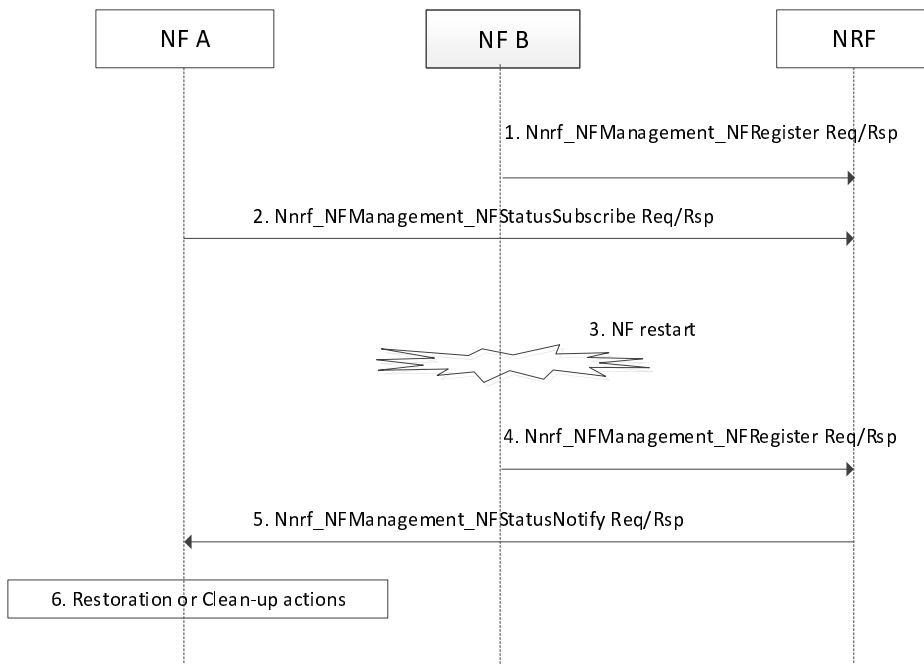 NF A
NF B
NRF
1. Nnrf_NFManagement_NFRegister Req/Rsp
2. Nnrf_NFManagement_NFStatusSubscribe Req/Rsp
3. NF restart
4. Nnrf_NFManagement_NFRegister Req/Rsp
5. Nnrf_NFManagement_NFStatusNotify Req/Rsp
6. Restoration or Clean-up actions